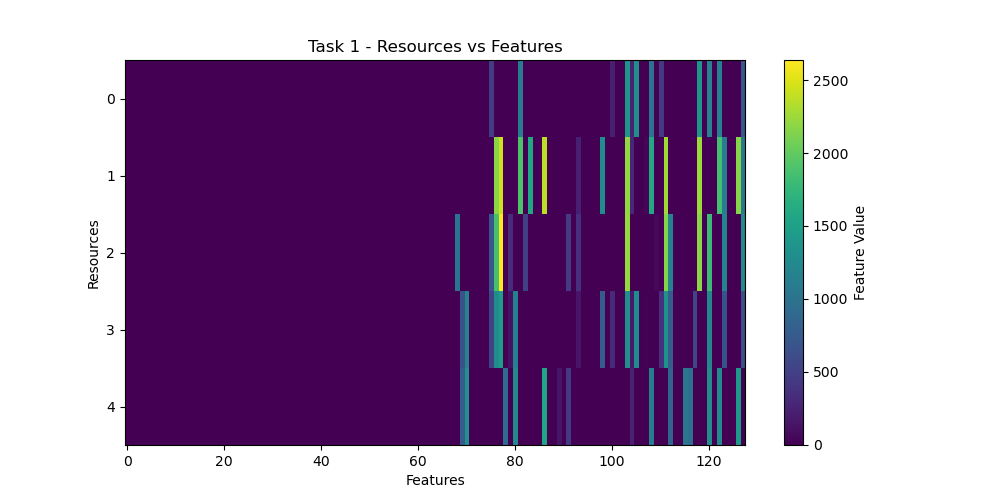 Task 1 - Resources vs Features
Resources
0
1
2
3
4
0 20 40 60 80 100 120
Features
2500
2000
1500
1000
500
0
Feature Value